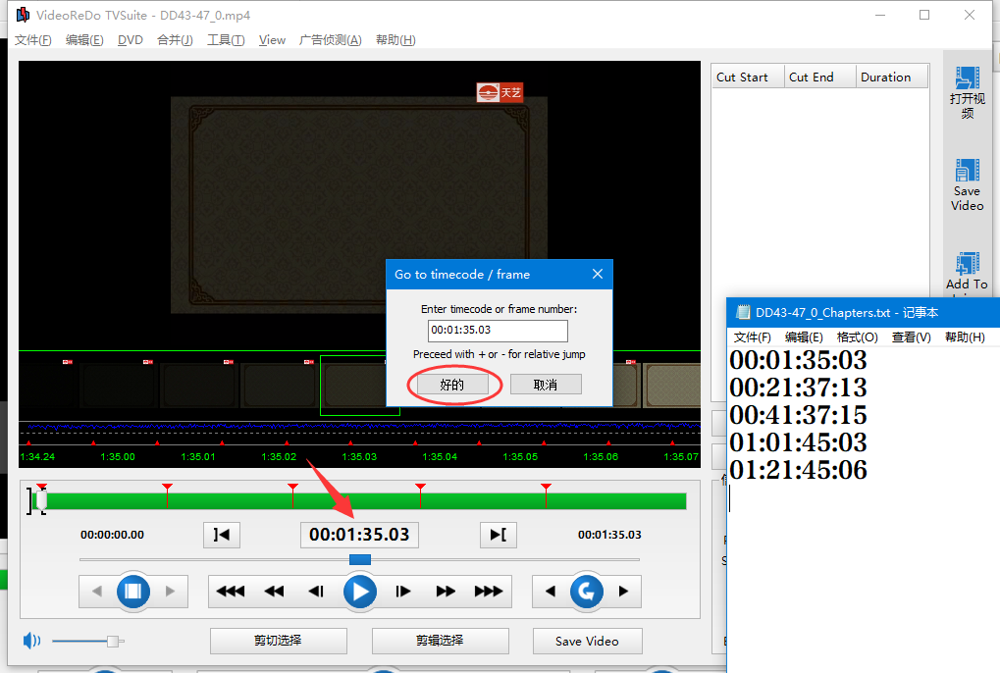 VideoReDo TVSuite - DD43-47_0.mp4
文件(F) 编辑(E) DVD 合并(J) 工具(T) View 广告侦测(A) 帮助(H)
天艺
Cut Start Cut End Duration
打开视频
Save Video
Add To
Go to timecode / frame
Enter timecode or frame number:
00:01:35.03
Preceed with + or - for relative jump
好的 取消
1:34.24 1:35.00 1:35.01 1:35.02 1:35.03 1:35.04 1:35.05 1:35.06 1:35.07
00:00:00.00 00:01:35.03 00:01:35.03
剪切选择 剪辑选择 Save Video
DD43-47_0_Chapters.txt - 记事本
文件(F) 编辑(E) 格式(O) 查看(V) 帮助(H)
00:01:35:03
00:21:37:13
00:41:37:15
01:01:45:03
01:21:45:06